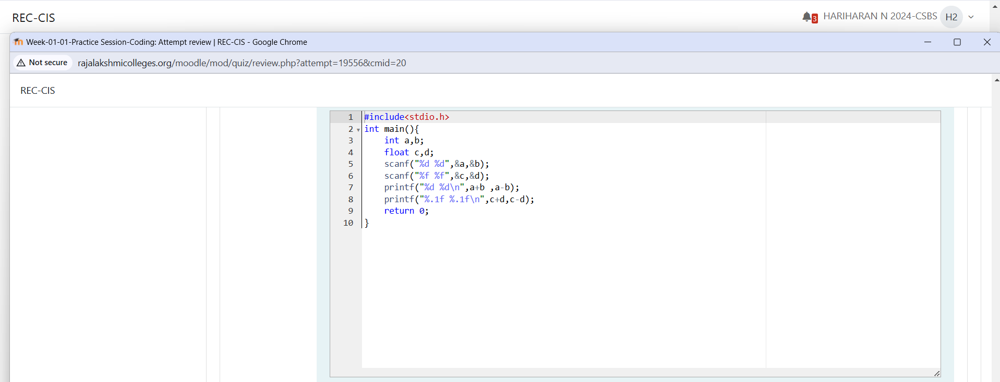 REC-CIS
3 HARIHARAN N 2024-CSBS H2
Week-01-01-Practice Session-Coding: Attempt review | REC-CIS - Google Chrome
Not secure rajalakshmicolleges.org/moodle/mod/quiz/review.php?attempt=19556&cmid=20
REC-CIS
1 #include<stdio.h>
2 int main(){
3     int a,b;
4     float c,d;
5     scanf("%d %d",&a,&b);
6     scanf("%f %f",&c,&d);
7     printf("%d %d\n",a+b ,a-b);
8     printf("%.1f %.1f\n",c+d,c-d);
9     return 0;
10 }